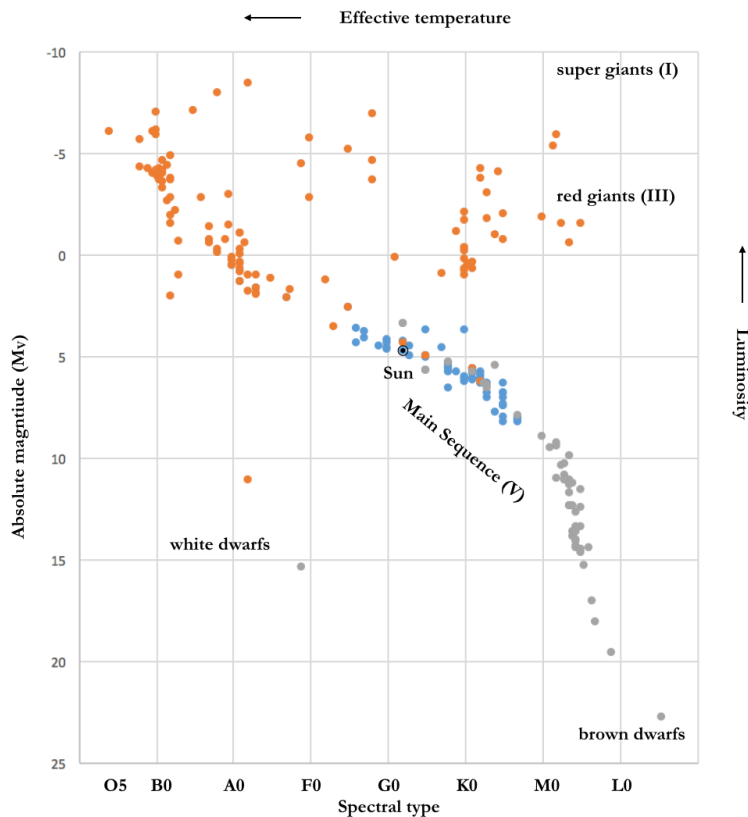 Effective temperature
-10
super giants (I)
-5
red giants (III)
0
5
Sun
Main Sequence (V)
10
white dwarfs
15
20
brown dwarfs
25
Absolute magntiude (Mv)
Luminosity
O5 B0 A0 F0 G0 K0 M0 L0
Spectral type